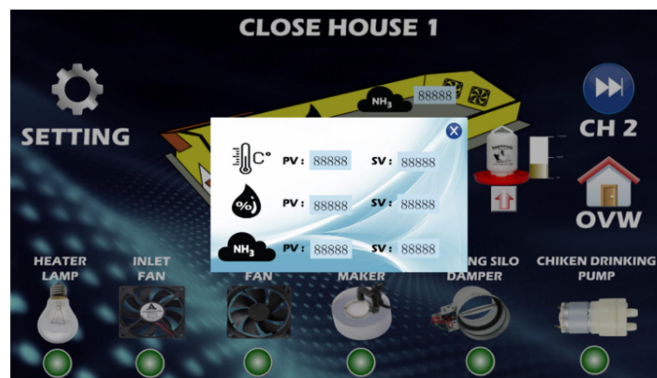 CLOSE HOUSE 1
NH3 88888
SETTING
CH 2
C° PV : 88888 SV : 88888
% PV : 88888 SV : 88888
NH3 PV : 88888 SV : 88888
OVW
HEATER
LAMP
INLET
FAN
FAN
MAKER
NG SILO
DAMPER
CHIKEN DRINKING
PUMP